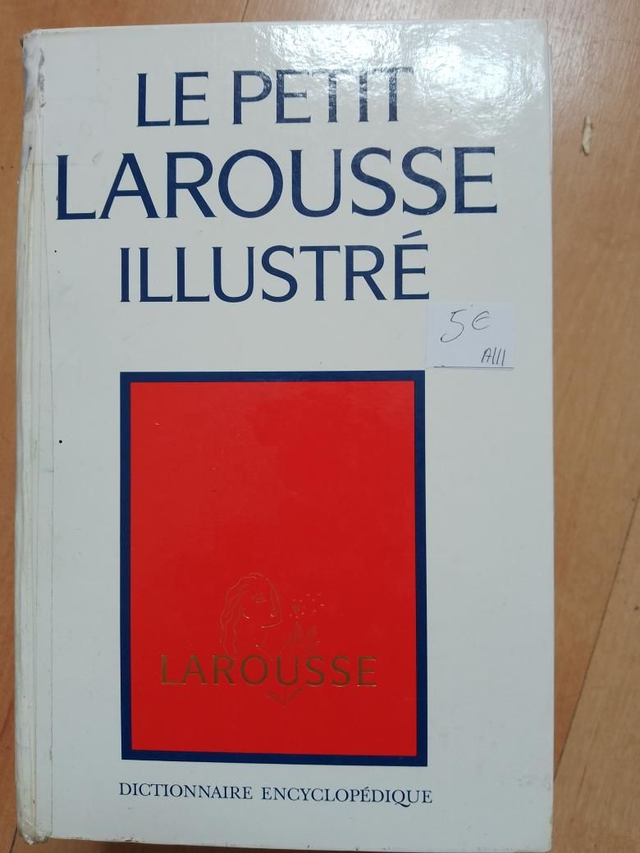 LE PETIT
LAROUSSE
ILLUSTRÉ
5€
LAROUSSE
DICTIONNAIRE ENCYCLOPÉDIQUE